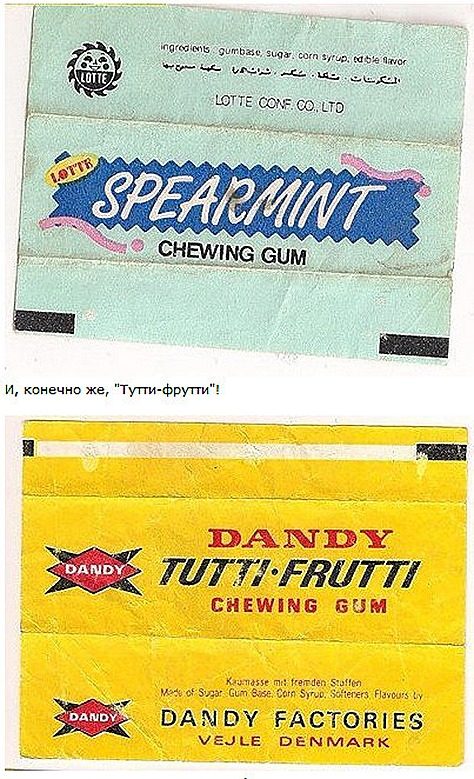 ingredients : gumbase, sugar, corn syrup, edible flavor
LOTTE
LOTTE CONF. CO., LTD
LOTTE
SPEARMINT
CHEWING GUM
И, конечно же, "Тутти-фрутти"!
DANDY
DANDY
TUTTI·FRUTTI
CHEWING GUM
Kaumasse mit fremden Stoffen
Made of Sugar, Gum Base, Corn Syrup, Softeners, Flavours by
DANDY
DANDY FACTORIES
VEJLE DENMARK